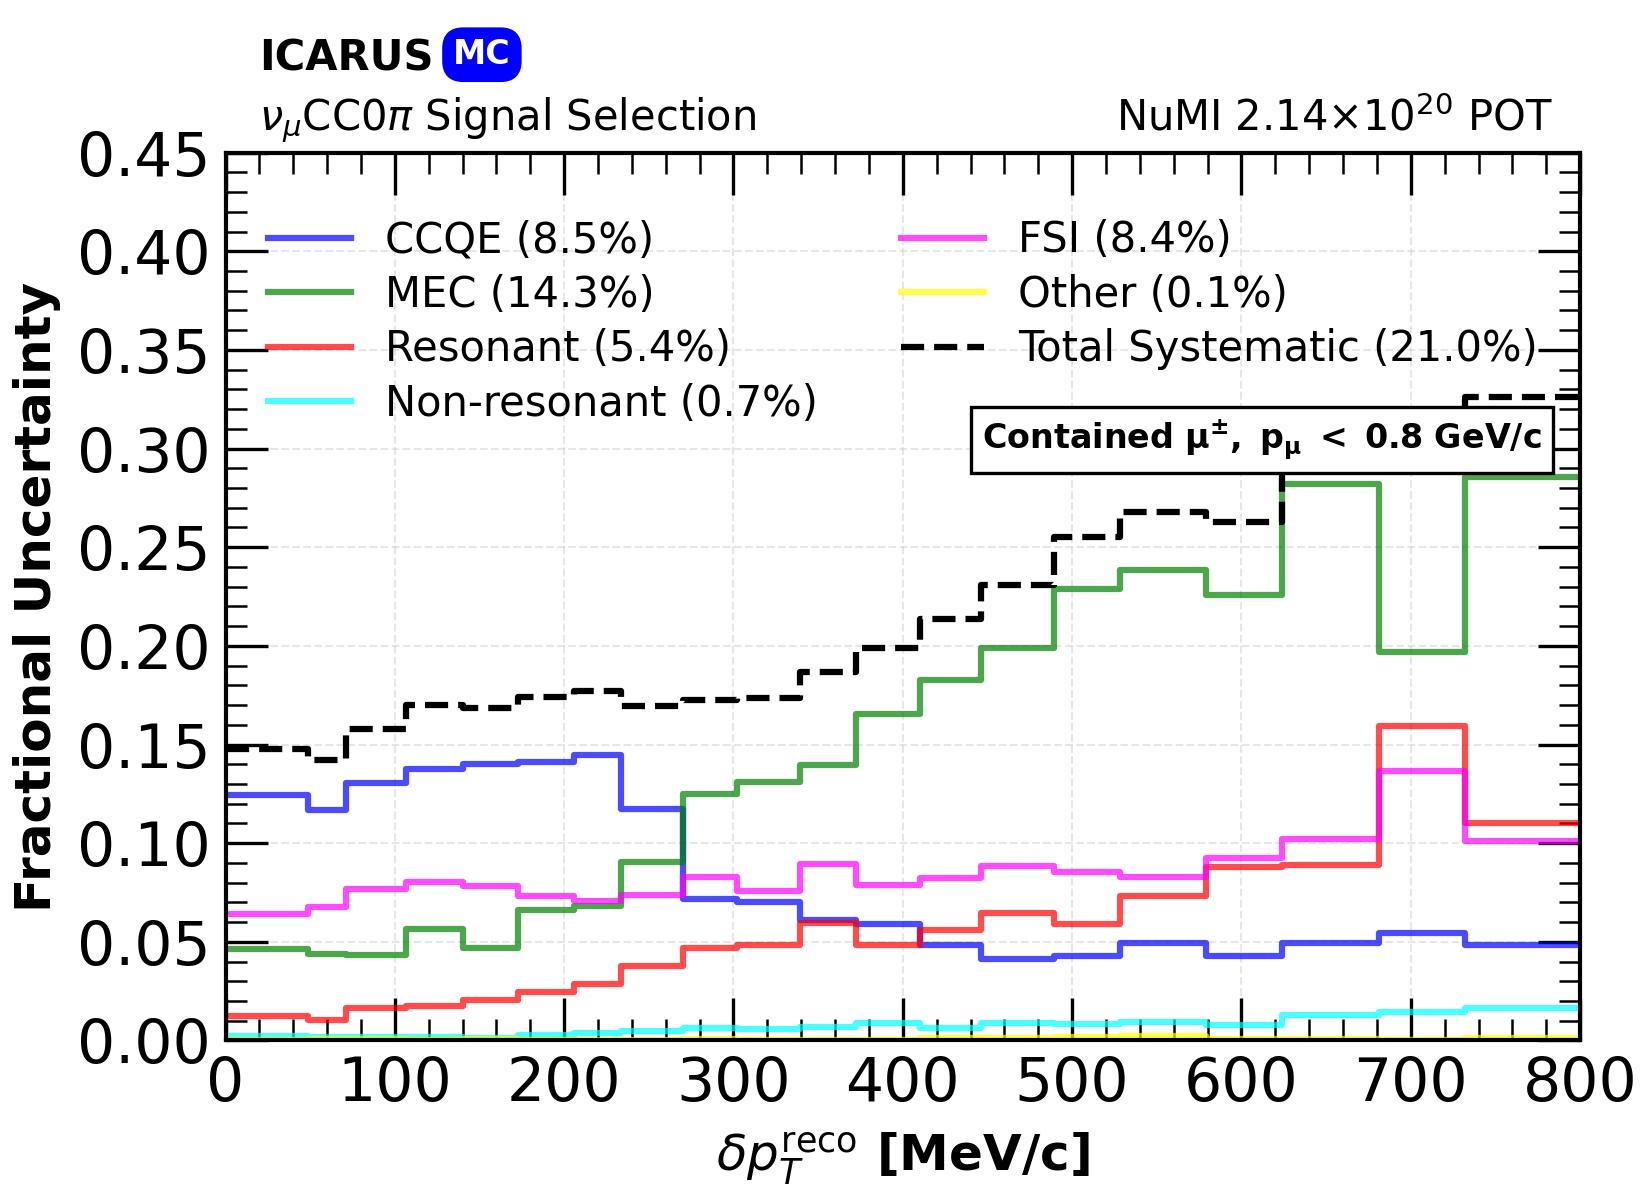 ICARUS MC
νμCC0π Signal Selection
NuMI 2.14×10²⁰ POT
0.45
0.40
0.35
0.30
0.25
0.20
0.15
0.10
0.05
0.00
Fractional Uncertainty
CCQE (8.5%)
MEC (14.3%)
Resonant (5.4%)
Non-resonant (0.7%)
FSI (8.4%)
Other (0.1%)
Total Systematic (21.0%)
Contained μ±, pμ < 0.8 GeV/c
0 100 200 300 400 500 600 700 800
δp_T^reco [MeV/c]